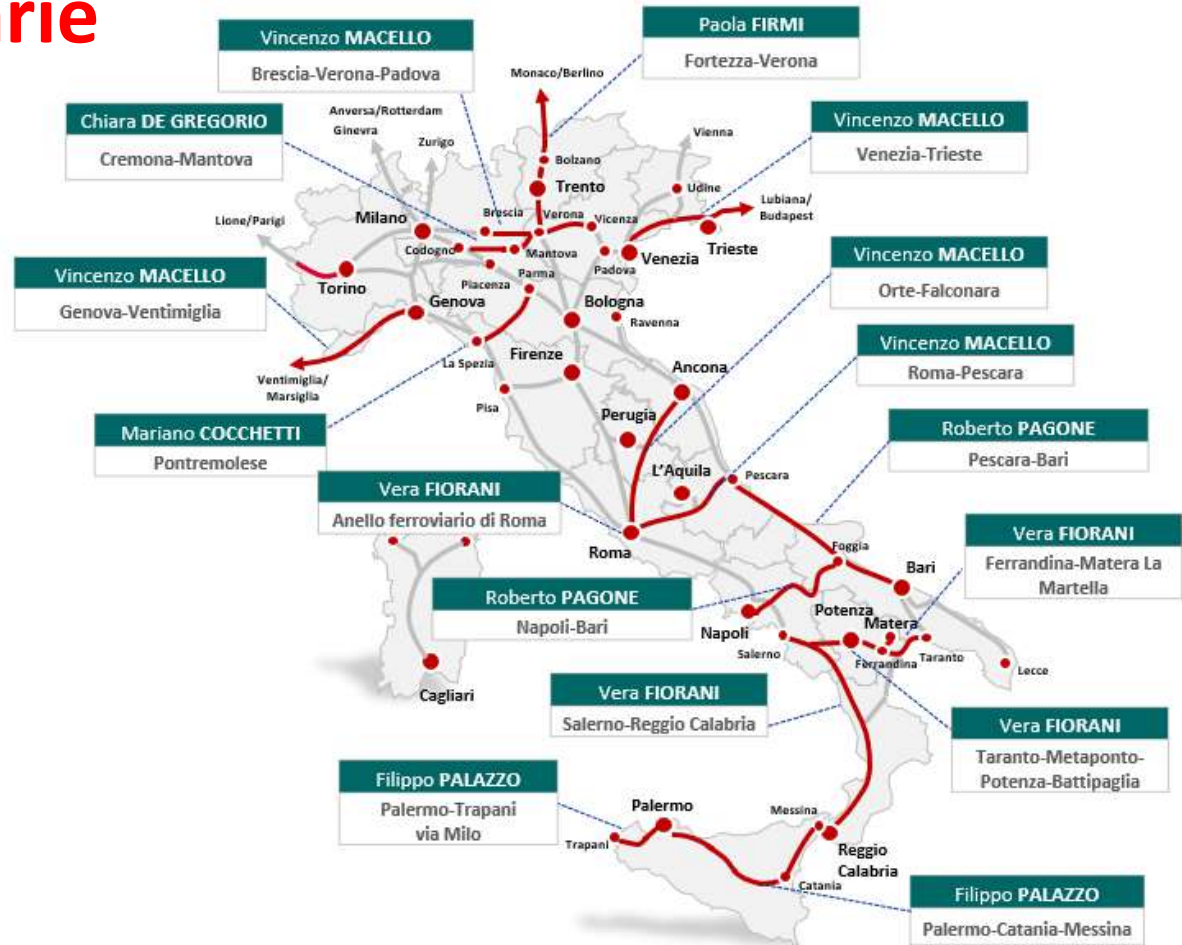 arie
Vincenzo MACELLO
Brescia-Verona-Padova
Paola FIRMI
Fortezza-Verona
Monaco/Berlino
Chiara DE GREGORIO
Cremona-Mantova
Anversa/Rotterdam
Ginevra
Zurigo
Vienna
Vincenzo MACELLO
Venezia-Trieste
Bolzano
Trento
Udine
Lubiana/
Budapest
Lione/Parigi
Milano
Brescia
Verona
Vicenza
Trieste
Codogno
Mantova
Padova
Venezia
Vincenzo MACELLO
Genova-Ventimiglia
Torino
Piacenza
Parma
Genova
Bologna
Ravenna
Vincenzo MACELLO
Orte-Falconara
La Spezia
Firenze
Ancona
Vincenzo MACELLO
Roma-Pescara
Ventimiglia/
Marsiglia
Pisa
Perugia
Mariano COCCHETTI
Pontremolese
Roberto PAGONE
Pescara-Bari
L'Aquila
Pescara
Vera FIORANI
Anello ferroviario di Roma
Roma
Foggia
Vera FIORANI
Ferrandina-Matera La
Martella
Bari
Roberto PAGONE
Napoli-Bari
Napoli
Potenza
Matera
Salerno
Ferrandina
Taranto
Lecce
Cagliari
Vera FIORANI
Salerno-Reggio Calabria
Vera FIORANI
Taranto-Metaponto-
Potenza-Battipaglia
Filippo PALAZZO
Palermo-Trapani
via Milo
Palermo
Messina
Trapani
Reggio
Calabria
Catania
Filippo PALAZZO
Palermo-Catania-Messina